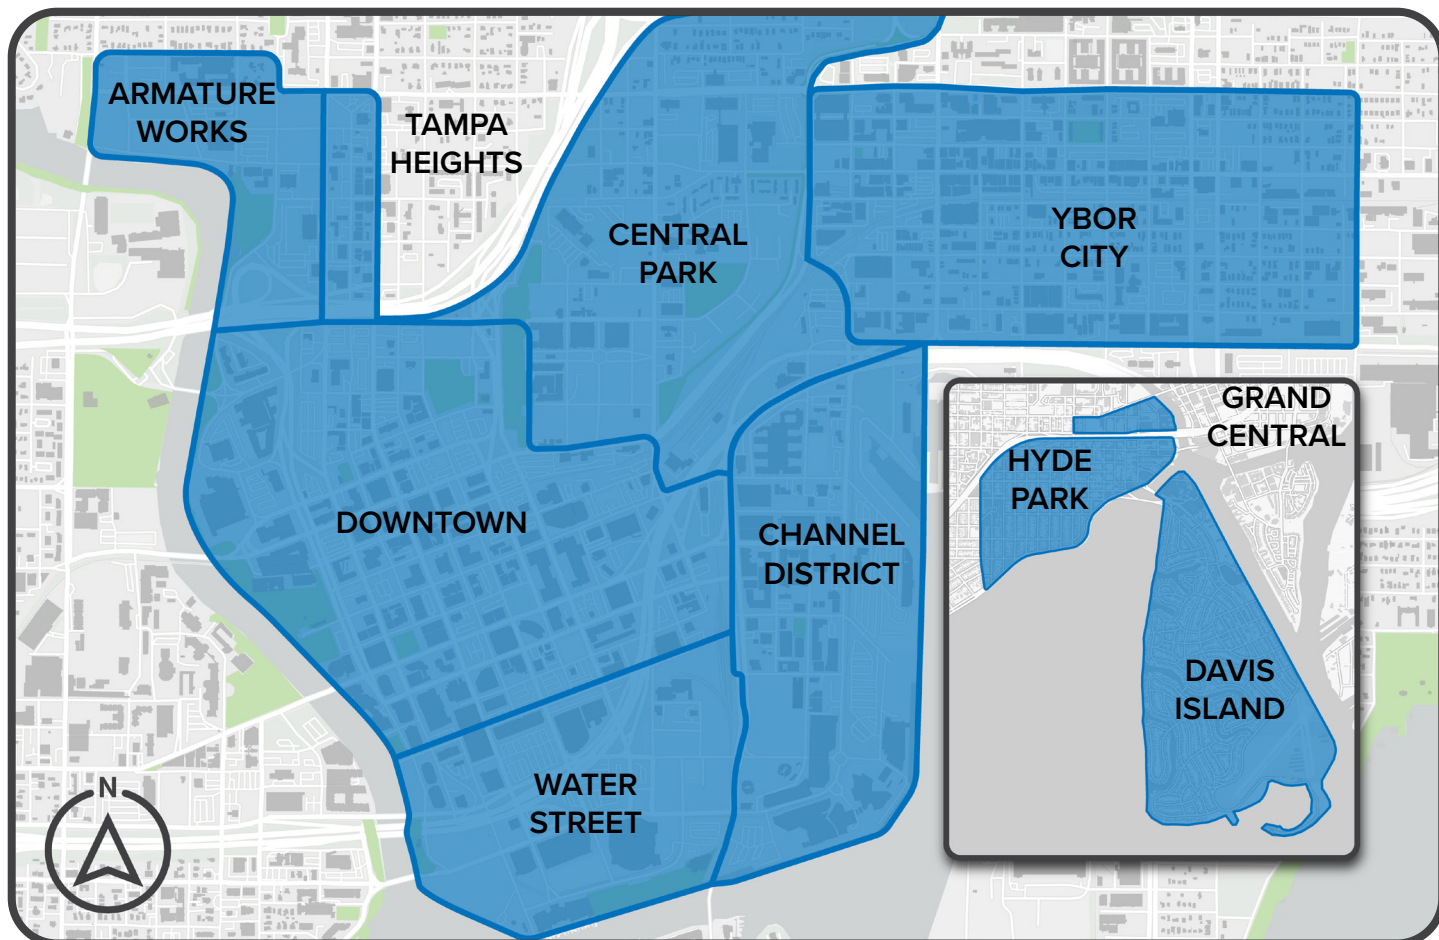 ARMATURE
WORKS
TAMPA
HEIGHTS
CENTRAL
PARK
YBOR
CITY
DOWNTOWN
CHANNEL
DISTRICT
WATER
STREET
GRAND
CENTRAL
HYDE
PARK
DAVIS
ISLAND
N